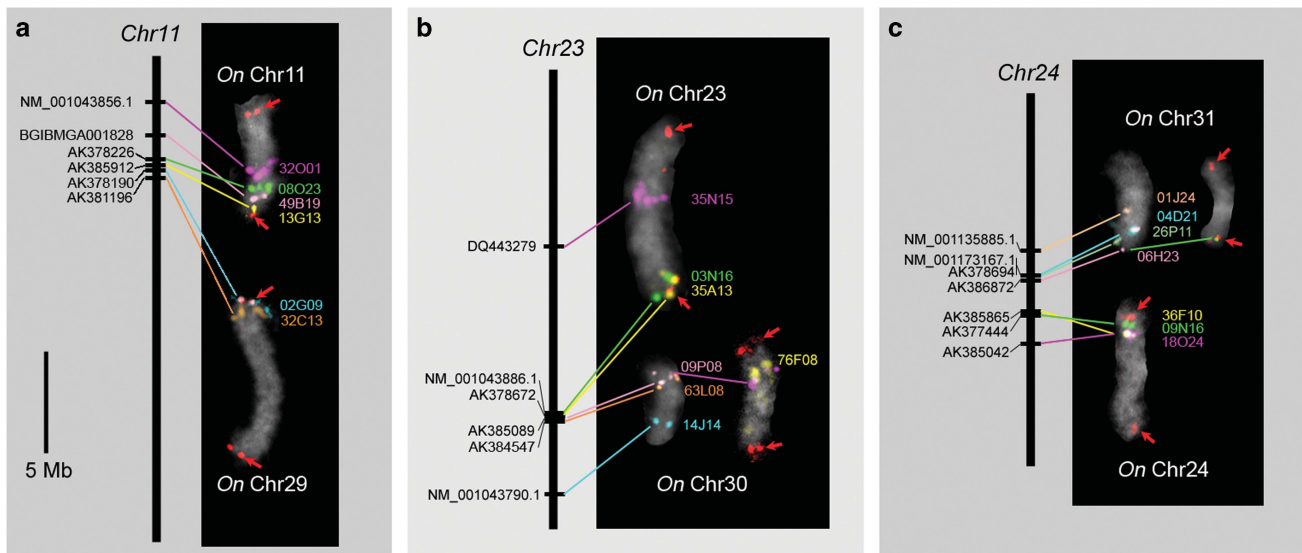 a
Chr11
On Chr11
NM_001043856.1
BGIBMGA001828
AK378226
AK385912
AK378190
AK381196
32O01
08O23
49B19
13G13
02G09
32C13
5 Mb
On Chr29
b
Chr23
On Chr23
35N15
DQ443279
03N16
35A13
NM_001043886.1
AK378672
AK385089
AK384547
NM_001043790.1
09P08
76F08
63L08
14J14
On Chr30
c
Chr24
On Chr31
01J24
04D21
26P11
06H23
NM_001135885.1
NM_001173167.1
AK378694
AK386872
AK385865
AK377444
AK385042
36F10
09N16
18O24
On Chr24